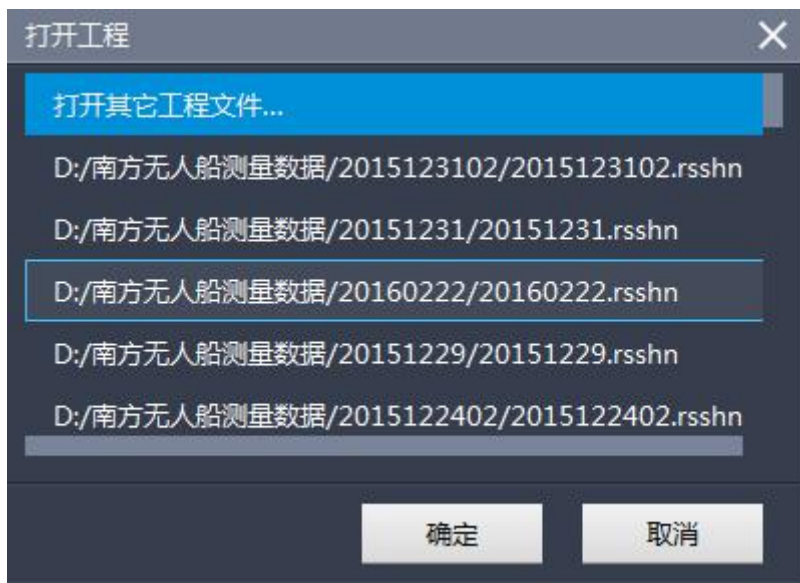 打开工程
打开其它工程文件...
D:/南方无人船测量数据/2015123102/2015123102.rsshn
D:/南方无人船测量数据/20151231/20151231.rsshn
D:/南方无人船测量数据/20160222/20160222.rsshn
D:/南方无人船测量数据/20151229/20151229.rsshn
D:/南方无人船测量数据/2015122402/2015122402.rsshn
确定
取消